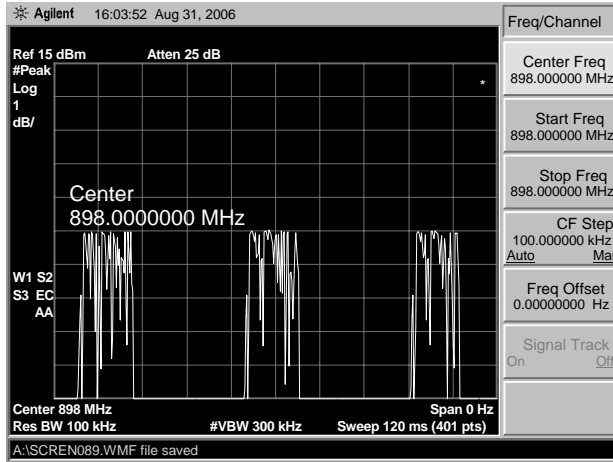 Agilent 16:03:52 Aug 31, 2006
Freq/Channel
Ref 15 dBm Atten 25 dB
#Peak
Log
1
dB/
*
Center
898.0000000 MHz
W1 S2
S3 EC
AA
Center 898 MHz Span 0 Hz
Res BW 100 kHz #VBW 300 kHz Sweep 120 ms (401 pts)
A:\SCREN089.WMF file saved
Center Freq
898.000000 MHz
Start Freq
898.000000 MHz
Stop Freq
898.000000 MHz
CF Step
100.000000 kHz
Auto Ma
Freq Offset
0.00000000 Hz
Signal Track
On Off